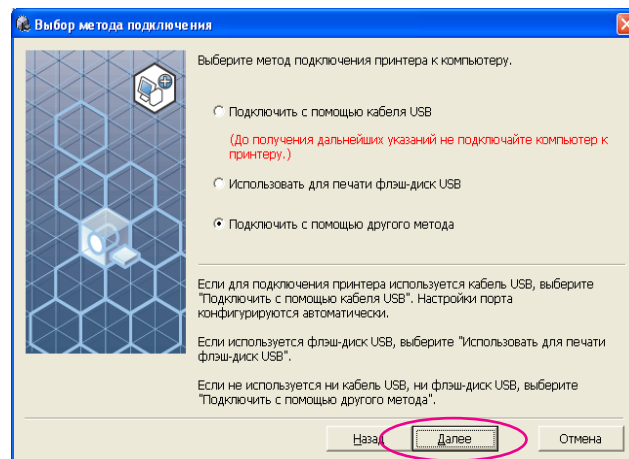 Выбор метода подключения
Выберите метод подключения принтера к компьютеру.
Подключить с помощью кабеля USB
(До получения дальнейших указаний не подключайте компьютер к
принтеру.)
Использовать для печати флэш-диск USB
Подключить с помощью другого метода
Если для подключения принтера используется кабель USB, выберите
"Подключить с помощью кабеля USB". Настройки порта
конфигурируются автоматически.
Если используется флэш-диск USB, выберите "Использовать для печати
флэш-диск USB".
Если не используется ни кабель USB, ни флэш-диск USB, выберите
"Подключить с помощью другого метода".
Назад Далее Отмена